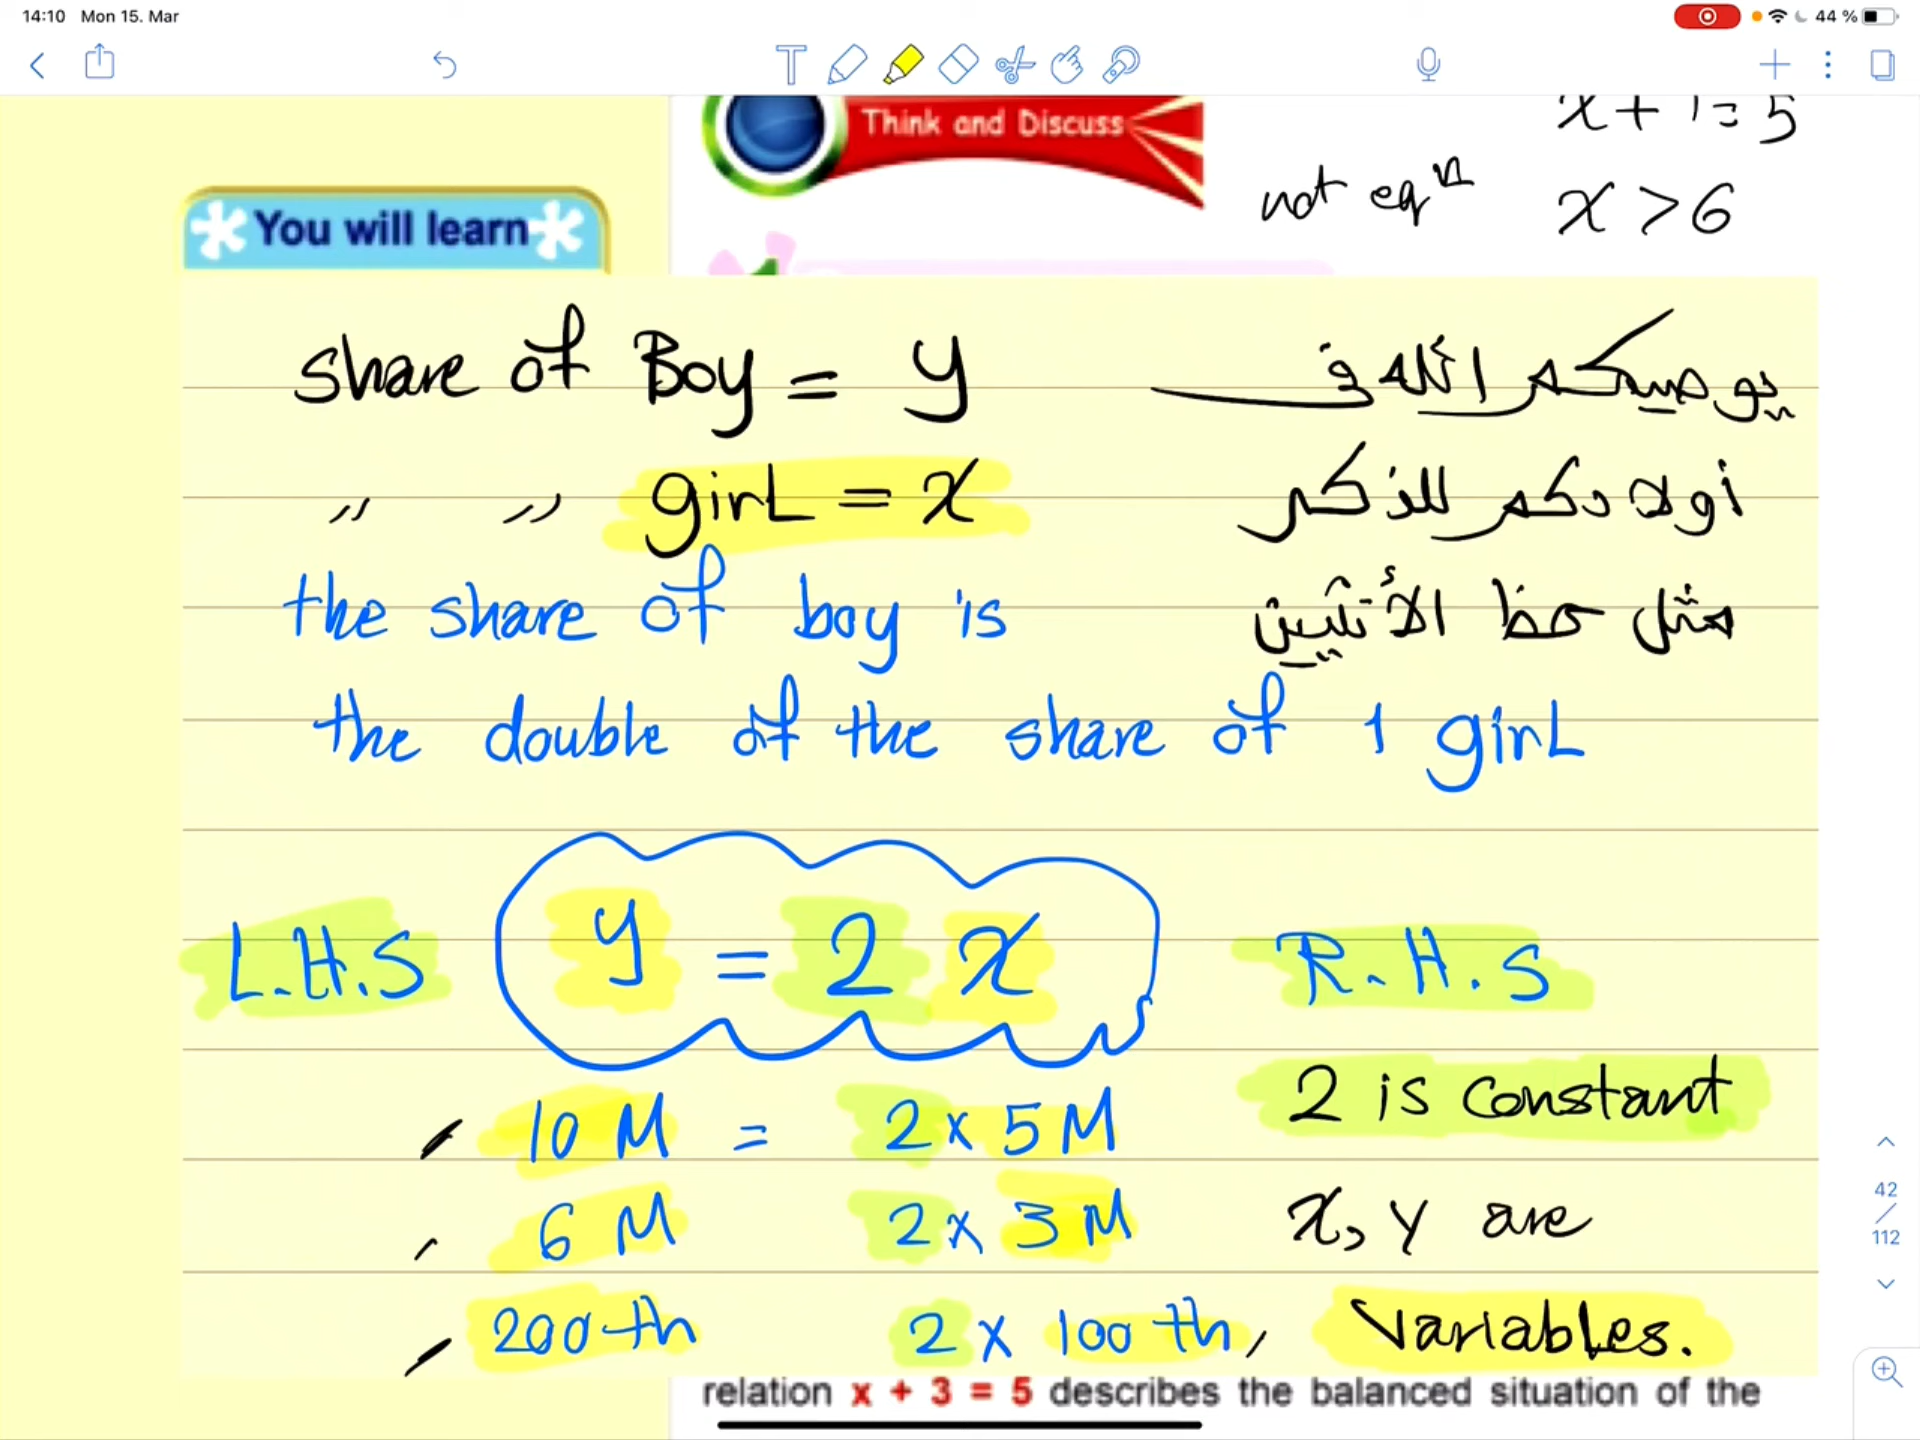 14:10 Mon 15. Mar
44 %
Think and Discuss
x + 1 = 5
not eqn x > 6
You will learn
Share of Boy = y
يوصيكم الله في
" " girL = x
أولادكم للذكر
the share of boy is
مثل حظ الأنثيين
the double of the share of 1 girL
L.H.S y = 2 x R.H.S
10 M = 2 x 5 M
2 is constant
6 M 2 x 3 M
x, y are
200 th 2 x 100 th,
Variables.
42
/
112
relation x + 3 = 5 describes the balanced situation of the